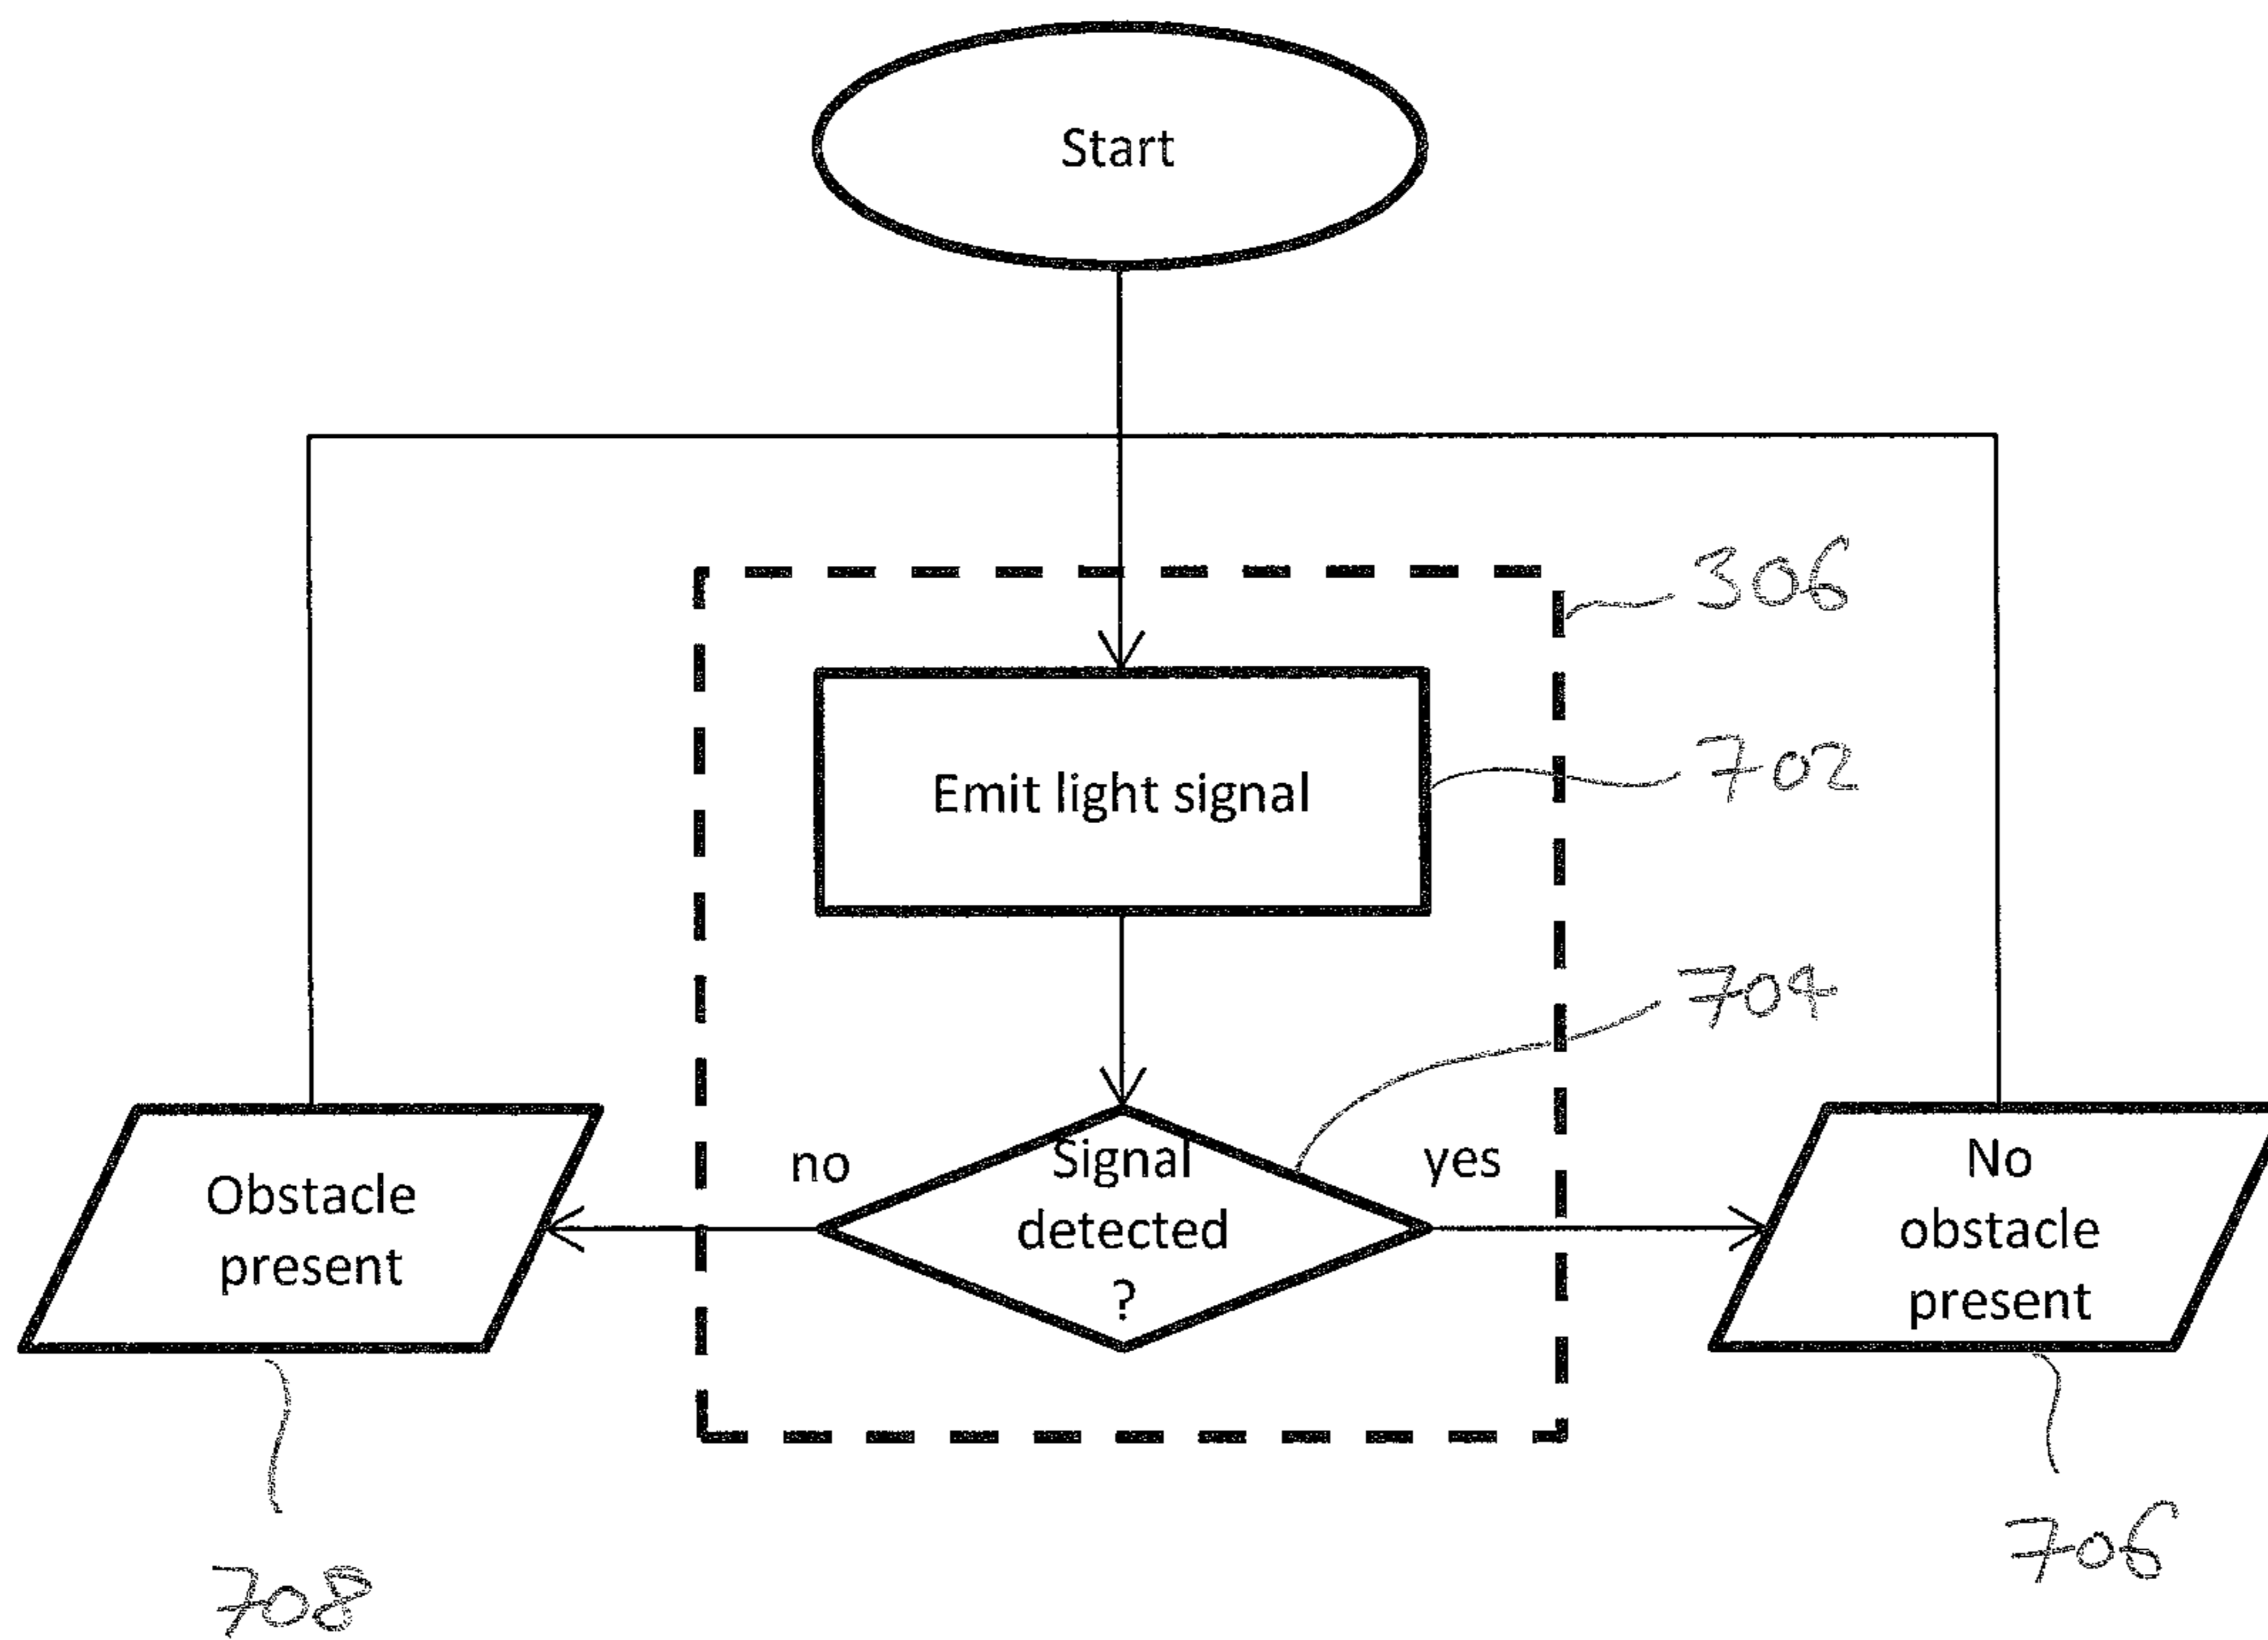 Start
306
Emit light signal
702
704
no
Signal
detected
?
yes
Obstacle
present
No
obstacle
present
708
706